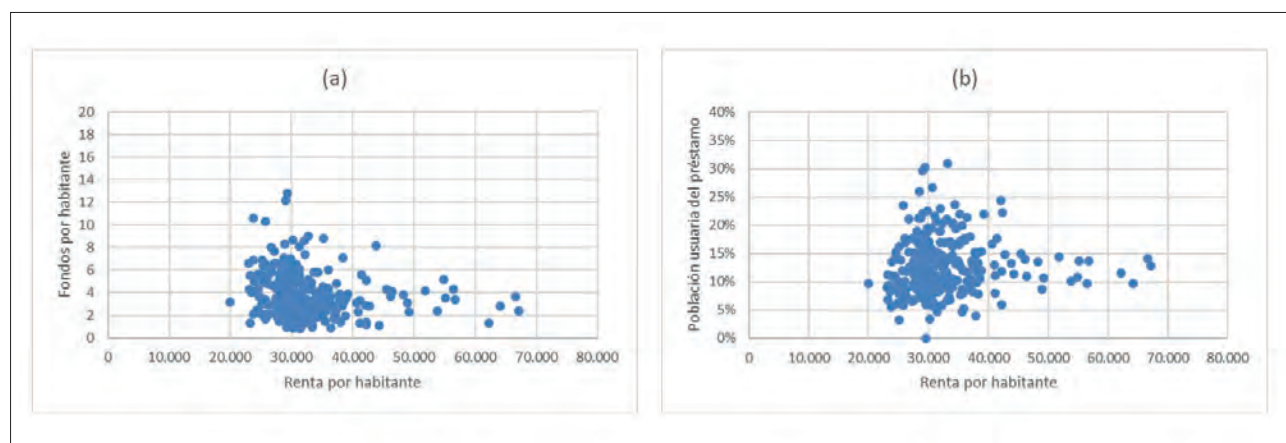 (a)
20
18
16
14
12
10
8
6
4
2
0
Fondos por habitante
0 10.000 20.000 30.000 40.000 50.000 60.000 70.000 80.000
Renta por habitante
(b)
40%
35%
30%
25%
20%
15%
10%
5%
0%
Población usuaria del préstamo
0 10.000 20.000 30.000 40.000 50.000 60.000 70.000 80.000
Renta por habitante